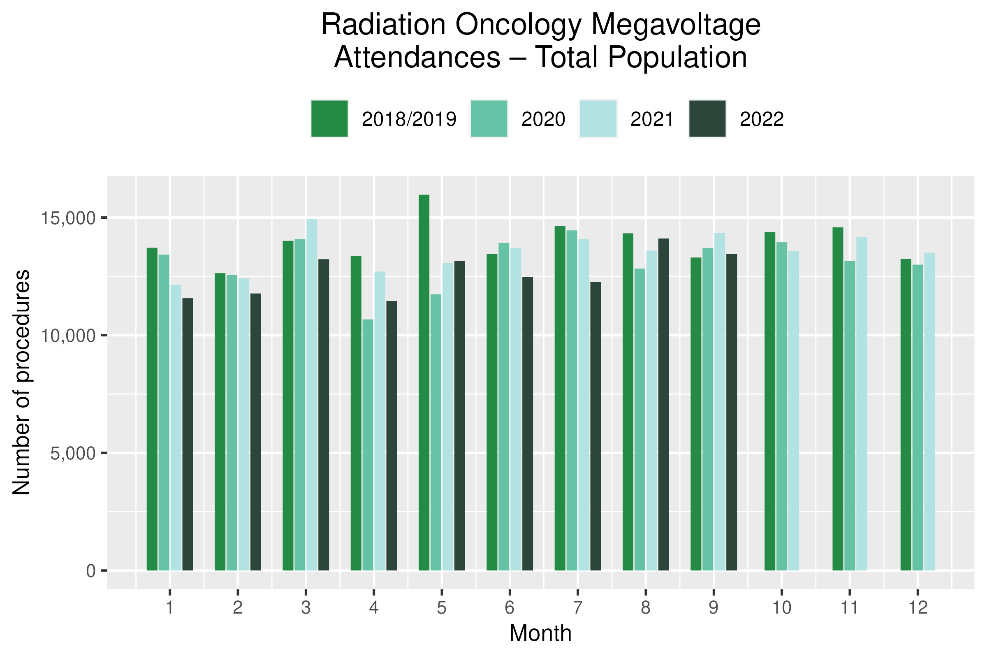 Radiation Oncology Megavoltage
Attendances – Total Population
2018/2019 2020 2021 2022
Number of procedures
15,000
10,000
5,000
0
1 2 3 4 5 6 7 8 9 10 11 12
Month